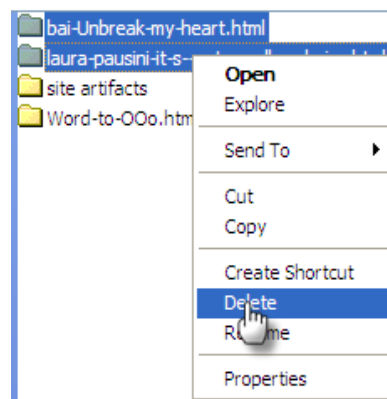 bai-Unbreak-my-heart.html
laura-pausini-it-s-
site artifacts
Word-to-OOo.htm
Open
Explore
Send To
Cut
Copy
Create Shortcut
Delete
Properties